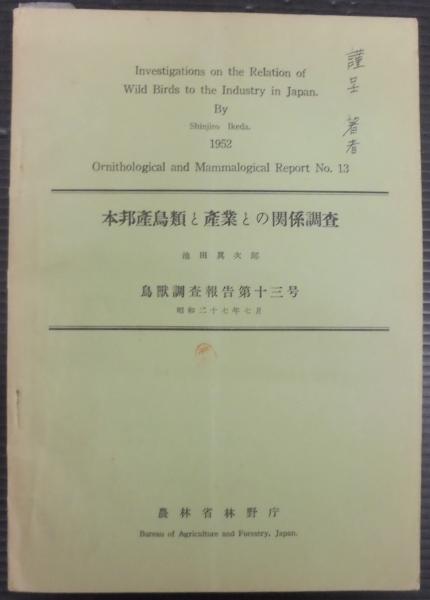 Investigations on the Relation of
Wild Birds to the Industry in Japan.
By
Shinjiro Ikeda.
1952
Ornithological and Mammalogical Report No. 13
謹呈 著者
本邦產鳥類と產業との関係調査
池田真次郎
鳥獣調査報告第十三号
昭和二十七年七月
農林省林野庁
Bureau of Agriculture and Forestry, Japan.